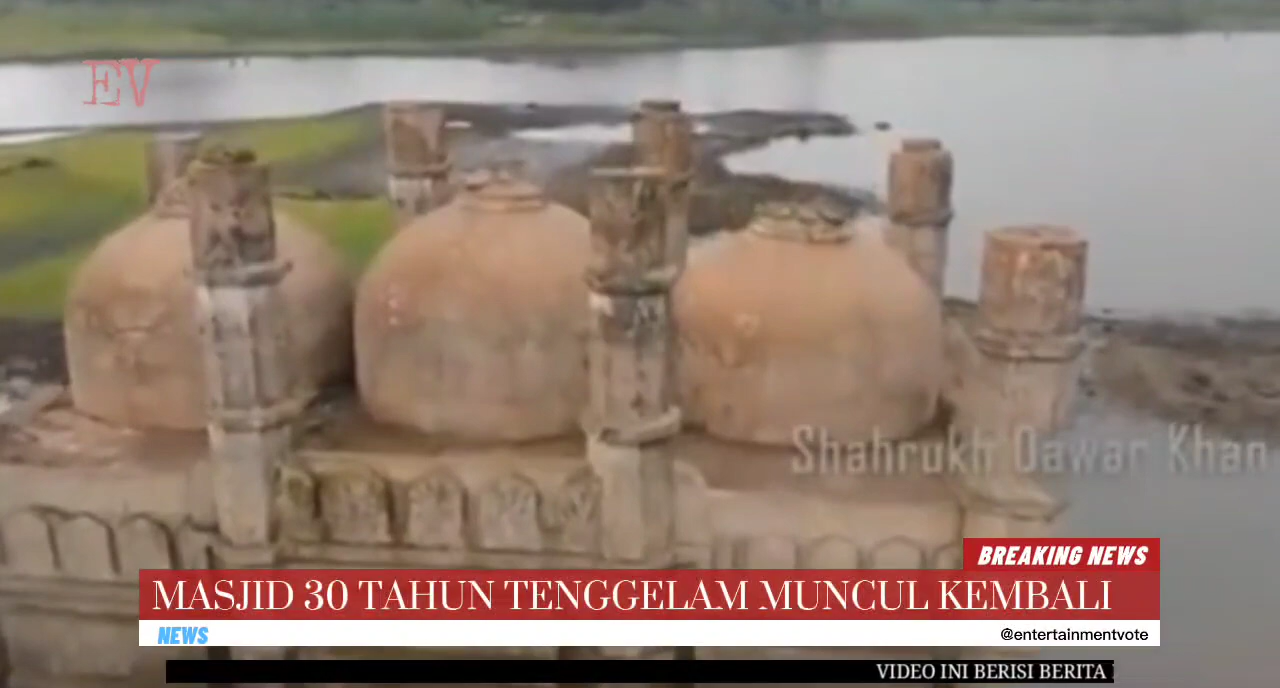 EV
Shahrukh Dawar Khan
BREAKING NEWS
MASJID 30 TAHUN TENGGELAM MUNCUL KEMBALI
NEWS
@entertainmentvote
VIDEO INI BERISI BERITA